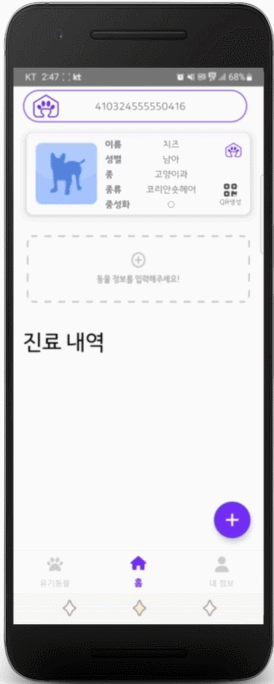 KT 2:47 kt 68%
410324555550416
이름 치즈
성별 남아
종 고양이과
종류 코리안숏헤어
중성화 ○
QR생성
동물 정보를 입력해주세요!
진료 내역
유기동물 홈 내 정보